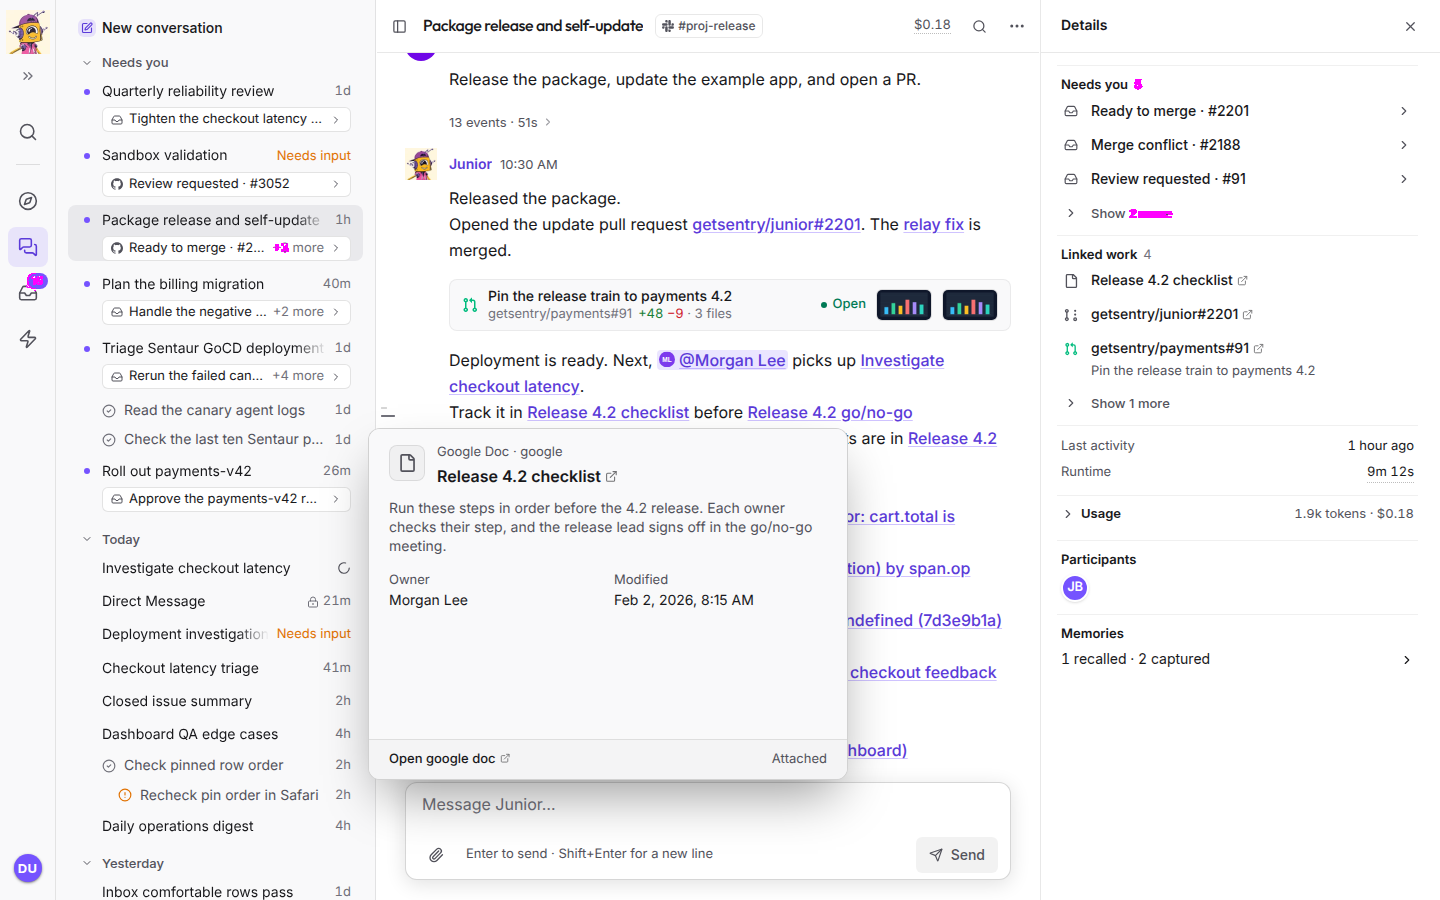 New conversation
Needs you
Quarterly reliability review 1d
Tighten the checkout latency ...
Sandbox validation Needs input
Review requested · #3052
Package release and self-update 1h
Ready to merge · #2... more
Plan the billing migration 40m
Handle the negative ... +2 more
Triage Sentaur GoCD deployment 1d
Rerun the failed can... +4 more
Read the canary agent logs 1d
Check the last ten Sentaur p... 1d
Roll out payments-v42 26m
Approve the payments-v42 r...
Today
Investigate checkout latency
Direct Message 21m
Deployment investigation Needs input
Checkout latency triage 41m
Closed issue summary 2h
Dashboard QA edge cases 4h
Check pinned row order 2h
Recheck pin order in Safari 2h
Daily operations digest 4h
Yesterday
Inbox comfortable rows pass 1d
DU
Package release and self-update #proj-release $0.18
Release the package, update the example app, and open a PR.
13 events · 51s
Junior 10:30 AM
Released the package.
Opened the update pull request getsentry/junior#2201. The relay fix is
merged.
Pin the release train to payments 4.2
getsentry/payments#91 +48 −9 · 3 files
Open
Deployment is ready. Next, ML @Morgan Lee picks up Investigate
checkout latency.
Track it in Release 4.2 checklist before Release 4.2 go/no-go
ts are in Release 4.2
or: cart.total is
tion) by span.op
ndefined (7d3e9b1a)
checkout feedback
hboard)
Google Doc · google
Release 4.2 checklist
Run these steps in order before the 4.2 release. Each owner
checks their step, and the release lead signs off in the go/no-go
meeting.
Owner Modified
Morgan Lee Feb 2, 2026, 8:15 AM
Open google doc Attached
Message Junior...
Enter to send · Shift+Enter for a new line
Send
Details
Needs you
Ready to merge · #2201
Merge conflict · #2188
Review requested · #91
Show
Linked work 4
Release 4.2 checklist
getsentry/junior#2201
getsentry/payments#91
Pin the release train to payments 4.2
Show 1 more
Last activity 1 hour ago
Runtime 9m 12s
Usage 1.9k tokens · $0.18
Participants
JB
Memories
1 recalled · 2 captured